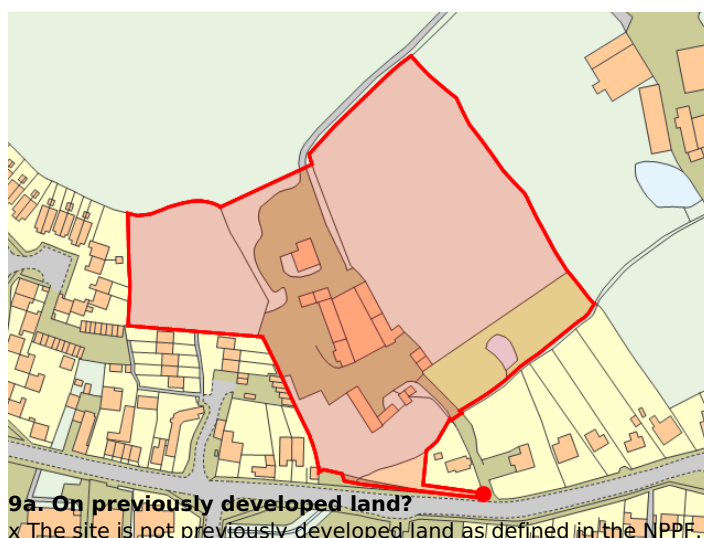 9a. On previously developed land?
x The site is not previously developed land as defined in the NPPF.